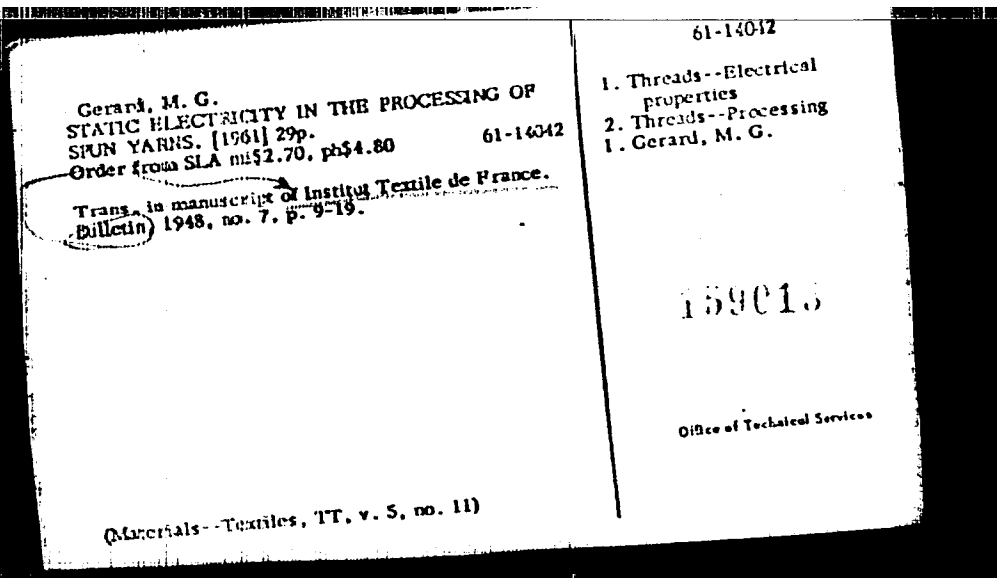 Gerard, M. G.
STATIC ELECTRICITY IN THE PROCESSING OF
SPUN YARNS. [1961] 29p.
Order from SLA mi$2.70, ph$4.80 61-14042
Trans. in manuscript of Institut Textile de France.
Bulletin) 1948, no. 7, p. 9-19.
(Materials--Textiles, TT, v. 5, no. 11)
61-14042
1. Threads--Electrical
properties
2. Threads--Processing
I. Gerard, M. G.
Office of Technical Services